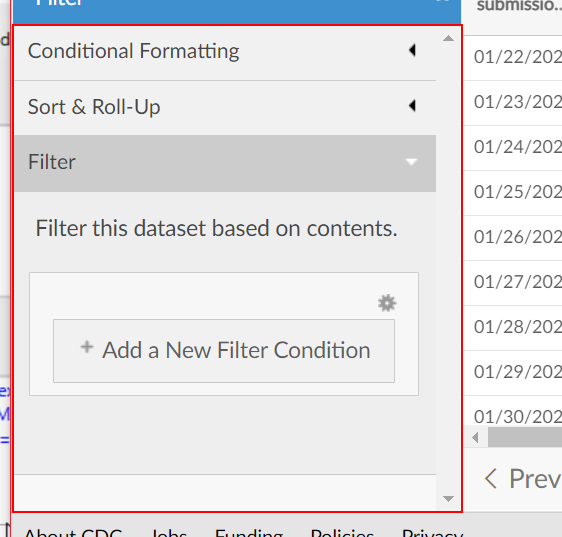 Filter
submissio..
Conditional Formatting
01/22/202
01/23/202
Sort & Roll-Up
01/24/202
Filter
01/25/202
Filter this dataset based on contents.
01/26/202
01/27/202
01/28/202
+ Add a New Filter Condition
01/29/202
01/30/202
< Prev
About CDC Jobs Funding Policies Privacy